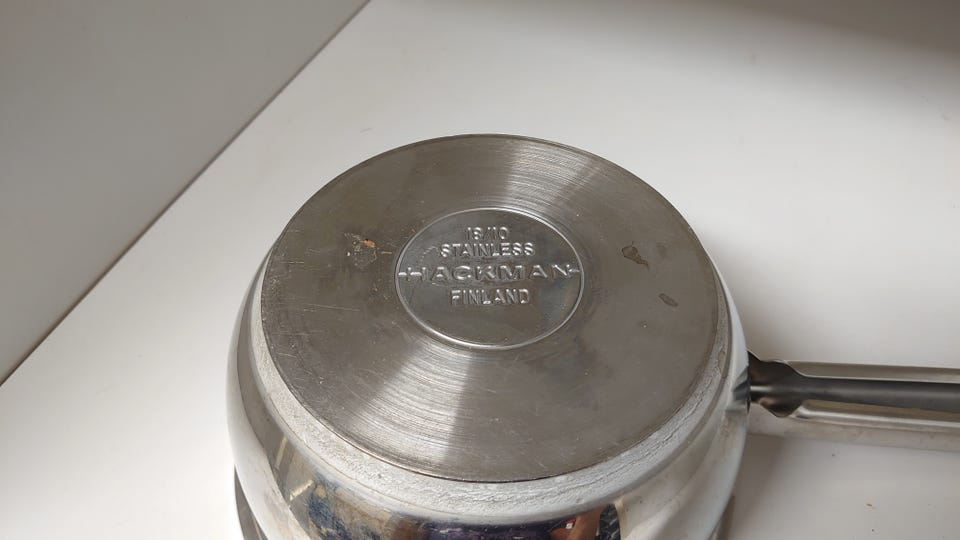 18/10
STAINLESS
HACKMAN
FINLAND